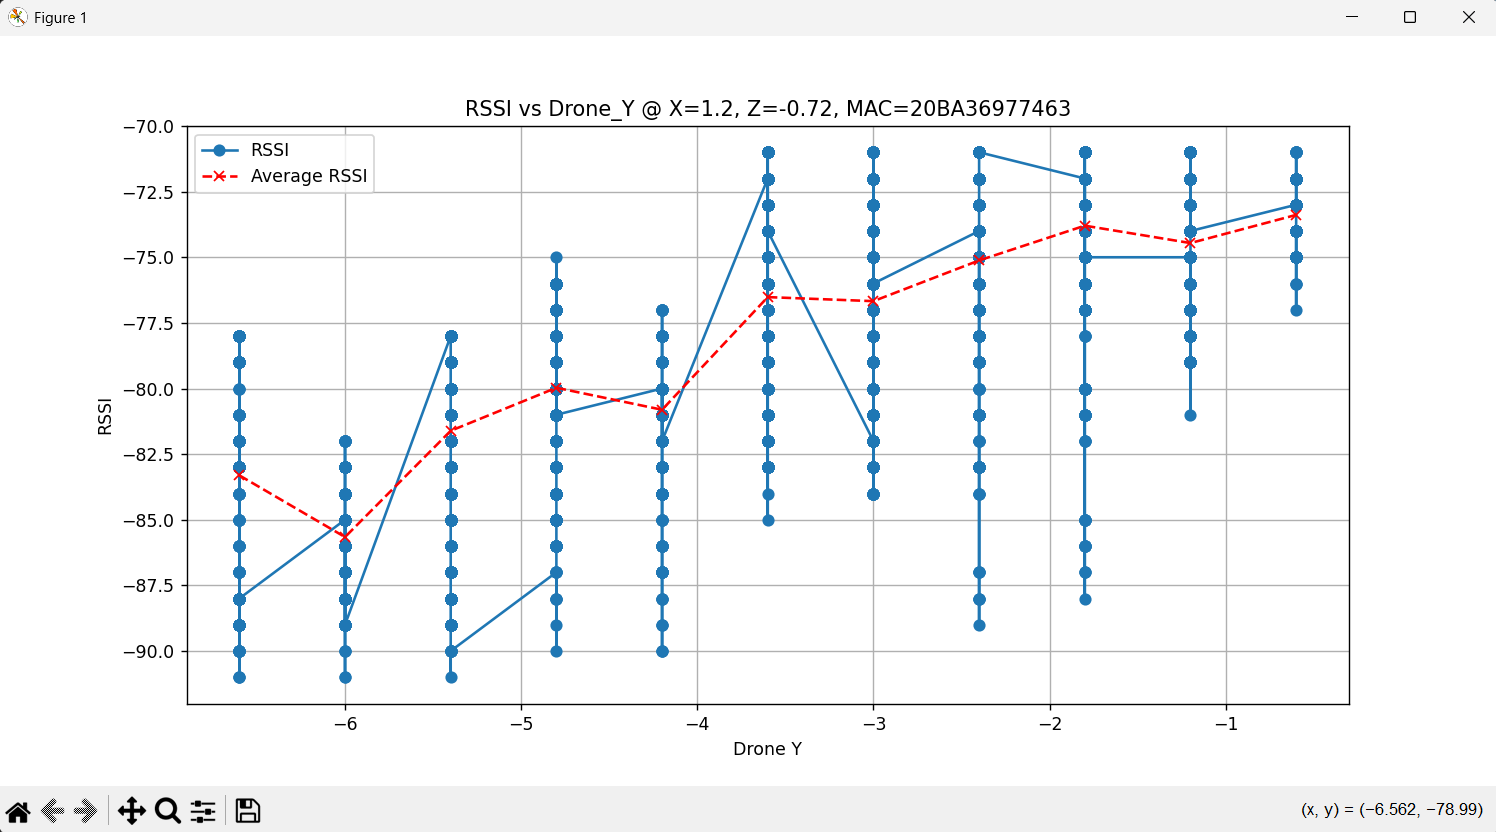 Figure 1
RSSI vs Drone_Y @ X=1.2, Z=-0.72, MAC=20BA36977463
RSSI
Average RSSI
−70.0
−72.5
−75.0
−77.5
−80.0
−82.5
−85.0
−87.5
−90.0
RSSI
−6 −5 −4 −3 −2 −1
Drone Y
(x, y) = (−6.562, −78.99)